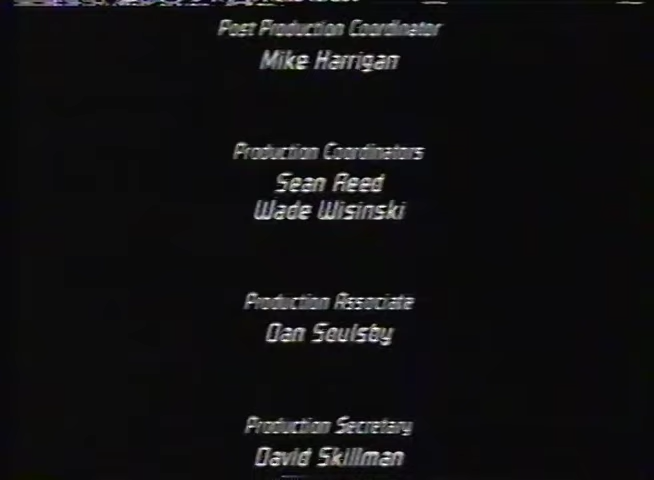 Post Production Coordinator
Mike Harrigan
Production Coordinators
Sean Reed
Wade Wisinski
Production Associate
Dan Soulsby
Production Secretary
David Skillman